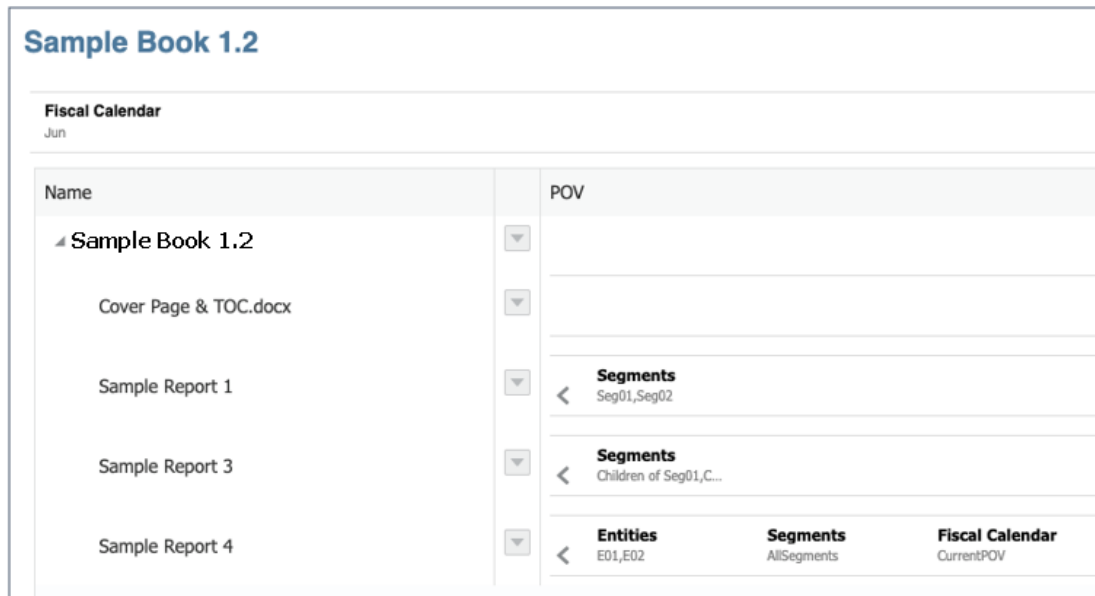 Sample Book 1.2
Fiscal Calendar
Jun
Name POV
Sample Book 1.2
Cover Page & TOC.docx
Sample Report 1
Segments
Seg01,Seg02
Sample Report 3
Segments
Children of Seg01,C...
Sample Report 4
Entities Segments Fiscal Calendar
E01,E02 AllSegments CurrentPOV